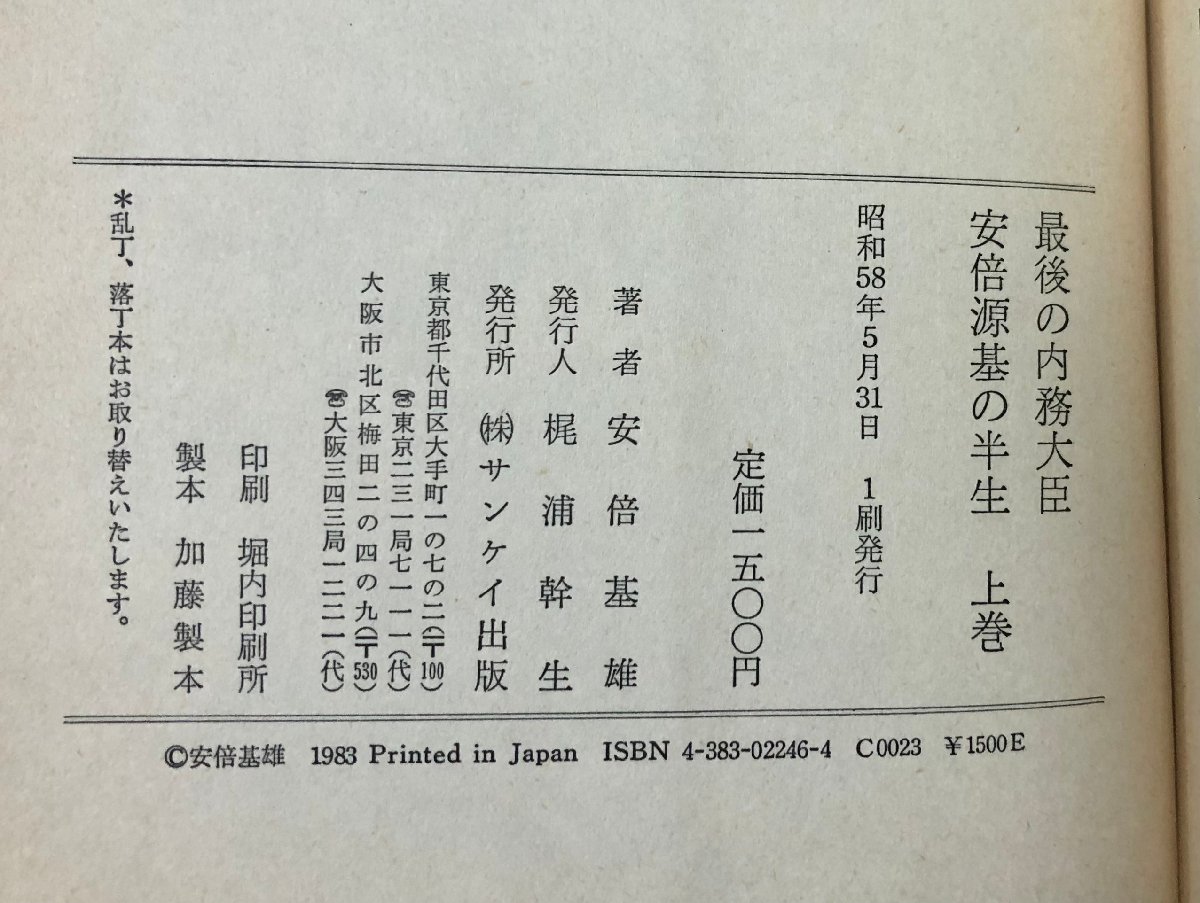 最後の内務大臣
安倍源基の半生 上巻
昭和58年5月31日 1刷発行
定価一五〇〇円
著者 安倍基雄
発行人 梶浦幹生
発行所 ㈱サンケイ出版
東京都千代田区大手町一の七の二(〒100)
☎東京二三一局七一一一(代)
大阪市北区梅田二の四の九(〒530)
☎大阪三四三局一二二一(代)
印刷 堀内印刷所
製本 加藤製本
＊乱丁、落丁本はお取り替えいたします。
©安倍基雄 1983 Printed in Japan ISBN 4-383-02246-4 C0023 ¥1500E